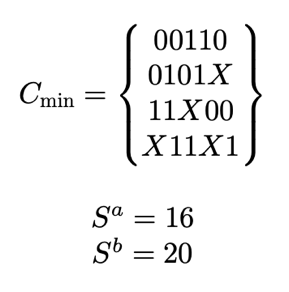 C_min = { 00110
0101X
11X00
X11X1 }
S^a = 16
S^b = 20